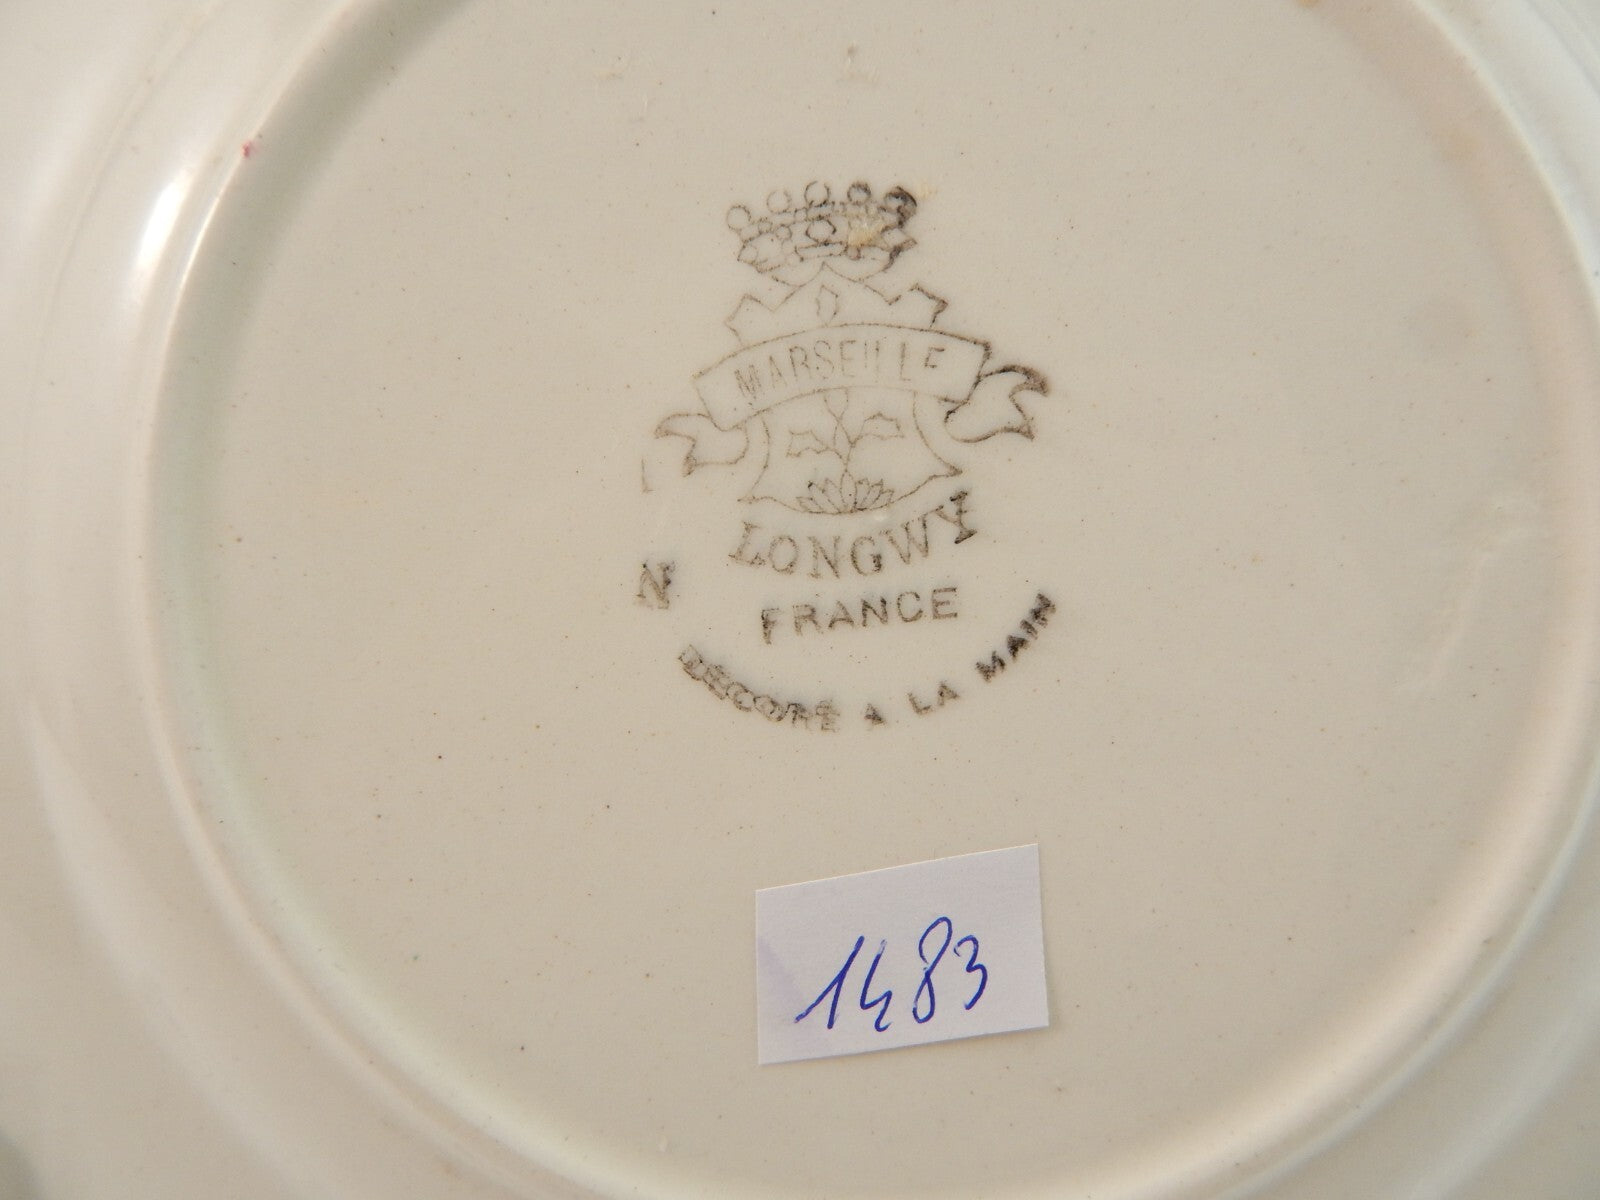 MARSEILLE
LONGWY
N
FRANCE
DÉCORÉ A LA MAIN
1483